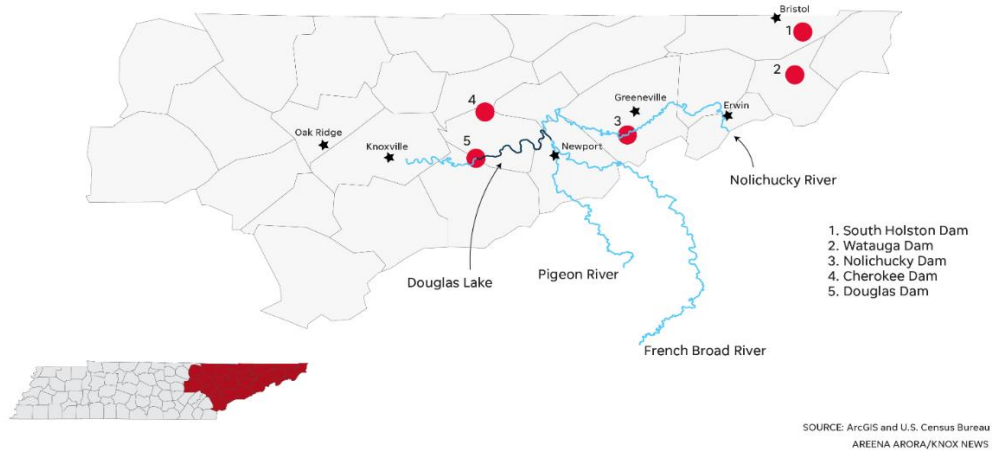 Bristol
1
2
4
Greeneville
Erwin
3
Oak Ridge
Knoxville
5
Newport
Nolichucky River
Douglas Lake
Pigeon River
French Broad River
1. South Holston Dam
2. Watauga Dam
3. Nolichucky Dam
4. Cherokee Dam
5. Douglas Dam
SOURCE: ArcGIS and U.S. Census Bureau
AREENA ARORA/KNOX NEWS